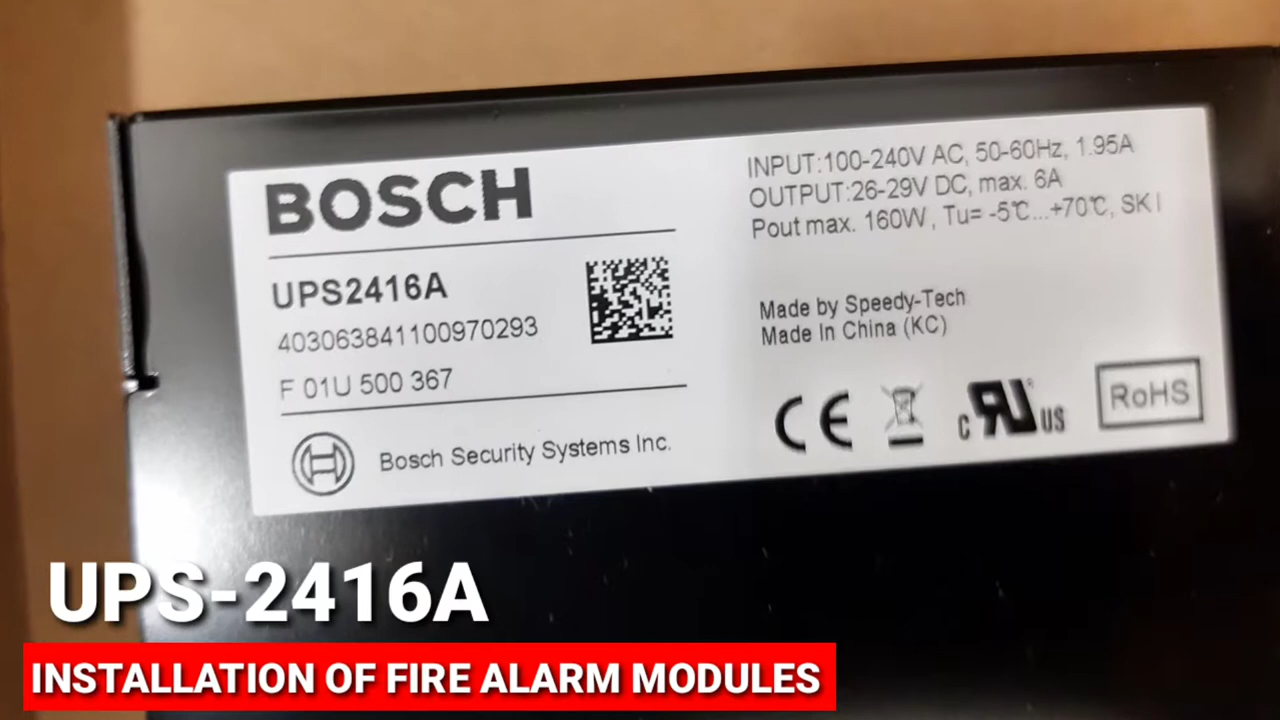 BOSCH
UPS2416A
403063841100970293
F 01U 500 367
Bosch Security Systems Inc.
INPUT:100-240V AC, 50-60Hz, 1.95A
OUTPUT:26-29V DC, max. 6A
Pout max. 160W, Tu= -5℃...+70℃, SK I
Made by Speedy-Tech
Made In China (KC)
CE
c RU US
RoHS
UPS-2416A
INSTALLATION OF FIRE ALARM MODULES